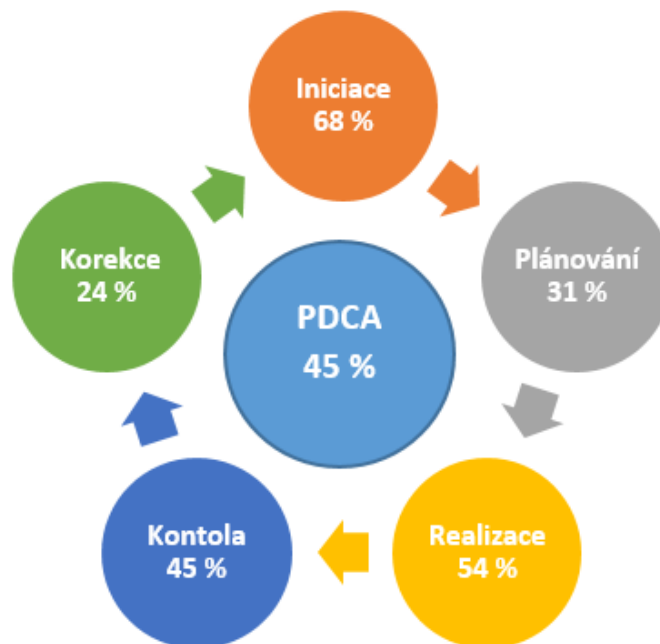 Iniciace
68 %
Plánování
31 %
Realizace
54 %
Kontola
45 %
Korekce
24 %
PDCA
45 %